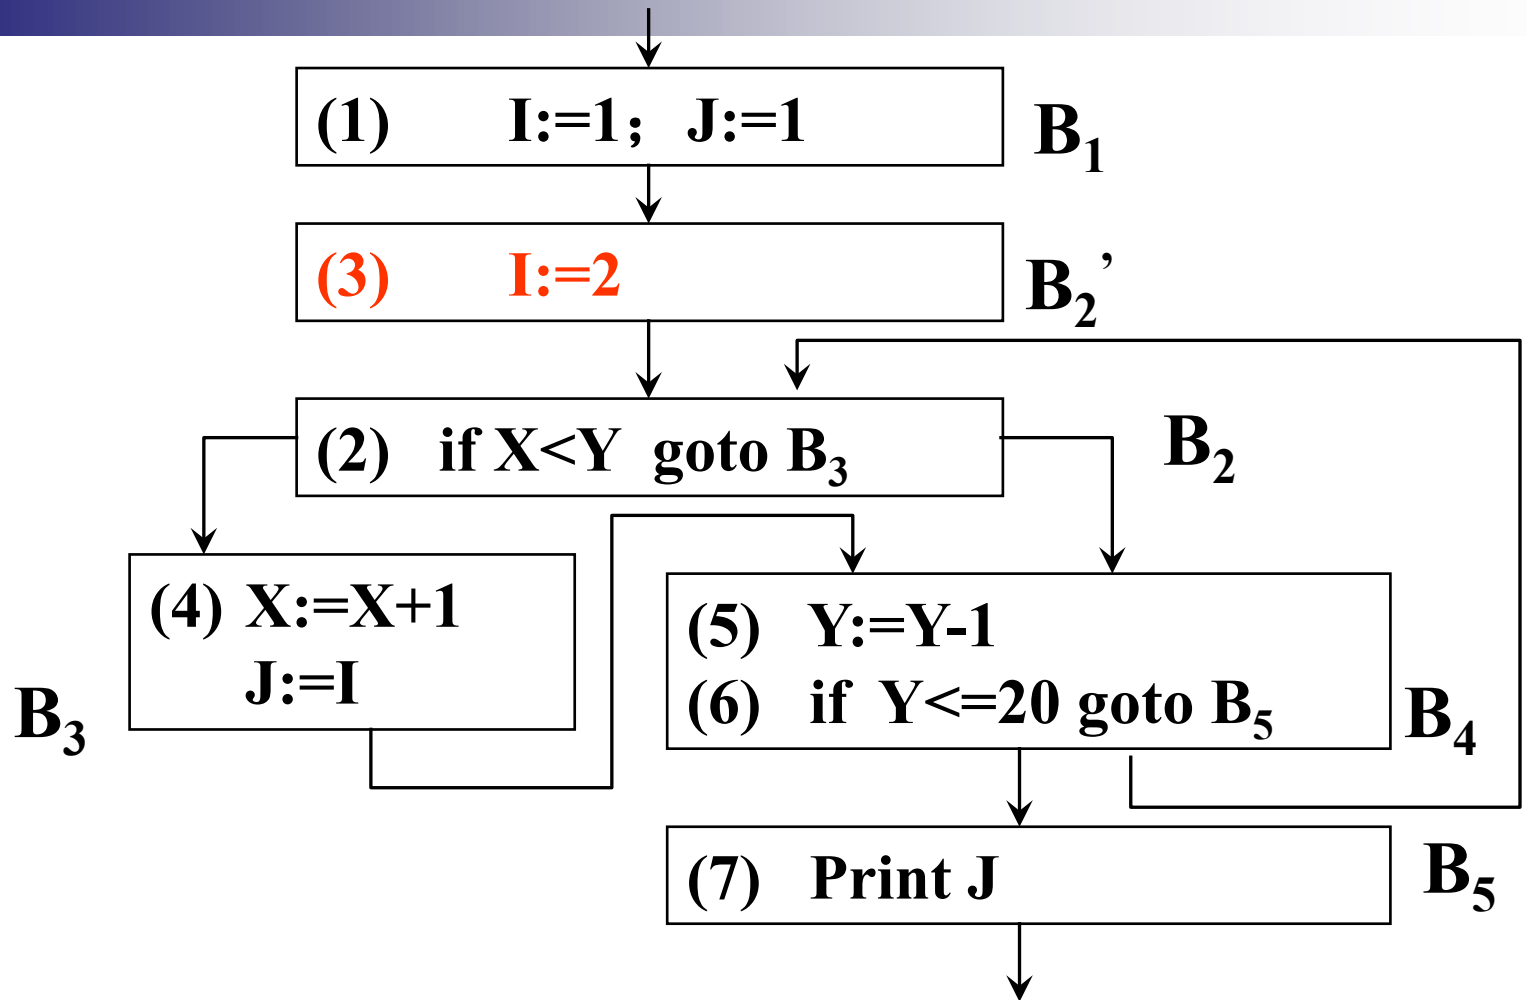 (1) I:=1；J:=1
B₁
(3) I:=2
B₂’
(2) if X<Y goto B₃
B₂
(4) X:=X+1
J:=I
B₃
(5) Y:=Y-1
(6) if Y<=20 goto B₅
B₄
(7) Print J
B₅